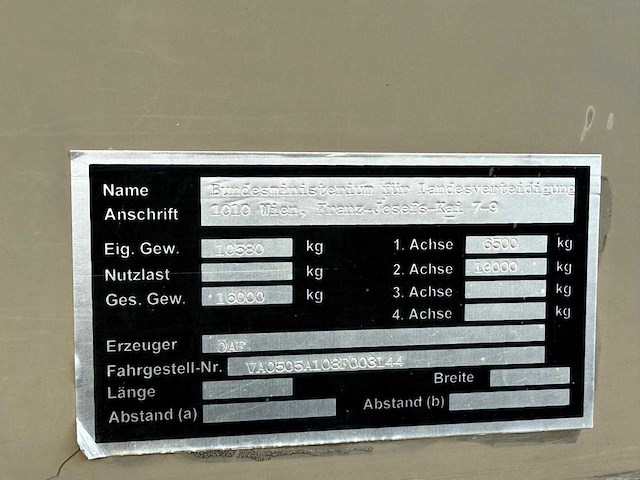 Name Bundesministerium für Landesverteidigung
Anschrift 1010 Wien, Franz-Josefs-Kai 7-9
Eig. Gew. 10580 kg 1. Achse 6500 kg
Nutzlast kg 2. Achse 10000 kg
Ges. Gew. 16000 kg 3. Achse kg
4. Achse kg
Erzeuger ÖAF
Fahrgestell-Nr. VA0505A108F008144
Länge Breite
Abstand (a) Abstand (b)